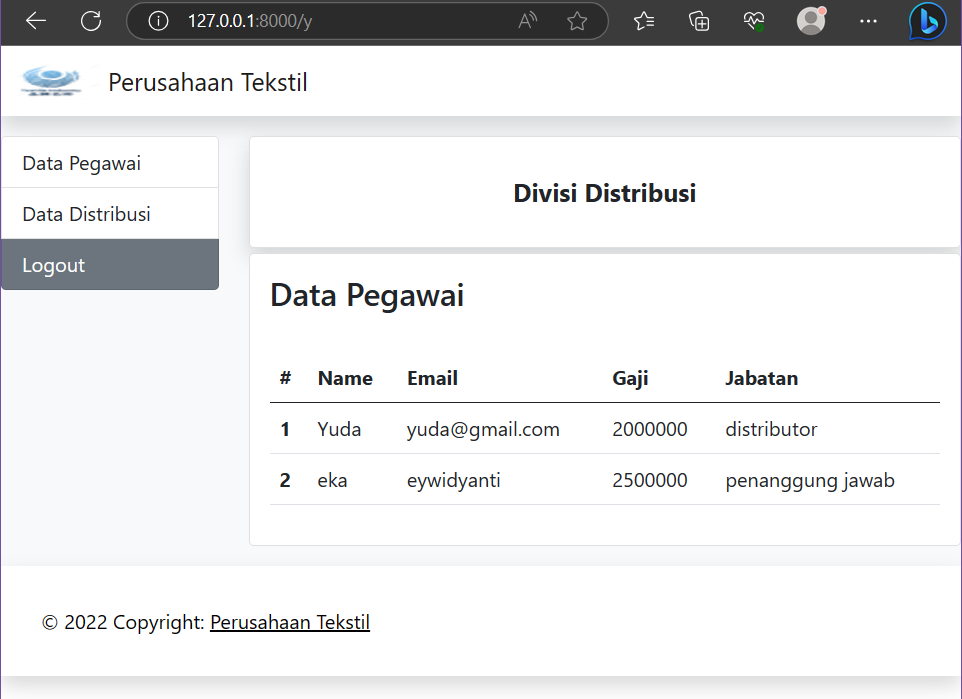 127.0.0.1:8000/y
Perusahaan Tekstil
Data Pegawai
Data Distribusi
Logout
Divisi Distribusi
Data Pegawai
# Name Email Gaji Jabatan
1 Yuda yuda@gmail.com 2000000 distributor
2 eka eywidyanti 2500000 penanggung jawab
© 2022 Copyright: Perusahaan Tekstil